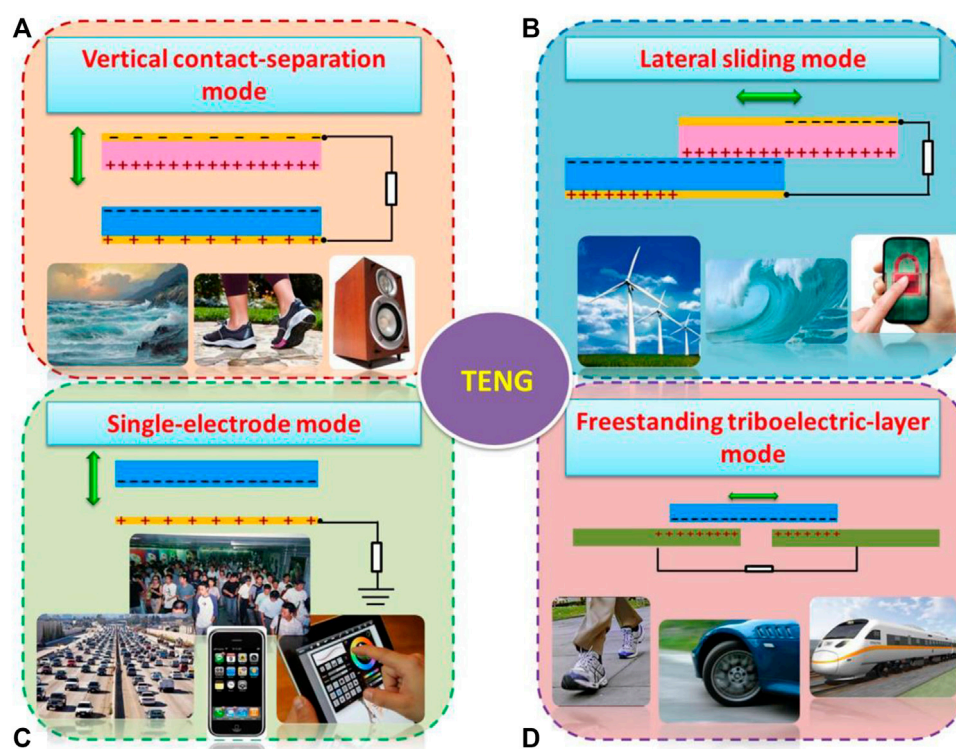 A
Vertical contact-separation
mode
B
Lateral sliding mode
TENG
Single-electrode mode
C
Freestanding triboelectric-layer
mode
D